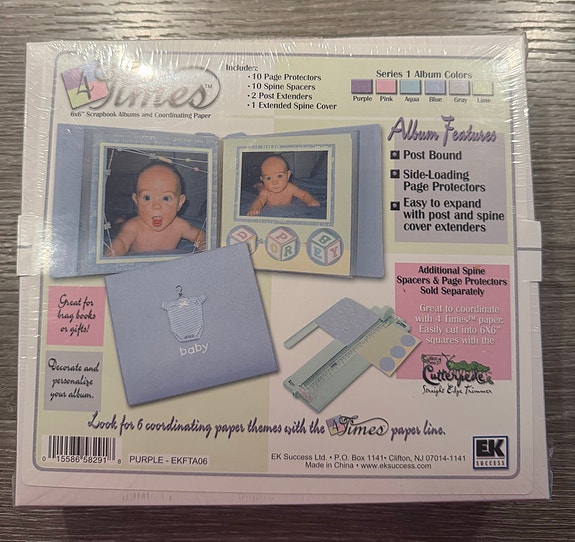 4 Times™
6x6" Scrapbook Albums and Coordinating Paper
Includes:
• 10 Page Protectors
• 10 Spine Spacers
• 2 Post Extenders
• 1 Extended Spine Cover
Series 1 Album Colors
Purple Pink Aqua Blue Gray Lime
Album Features
Post Bound
Side-Loading
Page Protectors
Easy to expand
with post and spine
cover extenders
D P B
OREY
baby
Great for
brag books
or gifts!
Decorate and
personalize
your album.
Additional Spine
Spacers & Page Protectors
Sold Separately
Great to coordinate
with 4 Times™ paper.
Easily cut into 6X6"
squares with the
Cutterpede
Straight Edge Trimmer
Look for 6 coordinating paper themes with the 4 Times paper line.
0 15586 58291 8
PURPLE - EKFTA06
EK Success Ltd. • P.O. Box 1141• Clifton, NJ 07014-1141
Made in China • www.eksuccess.com
EK
SUCCESS